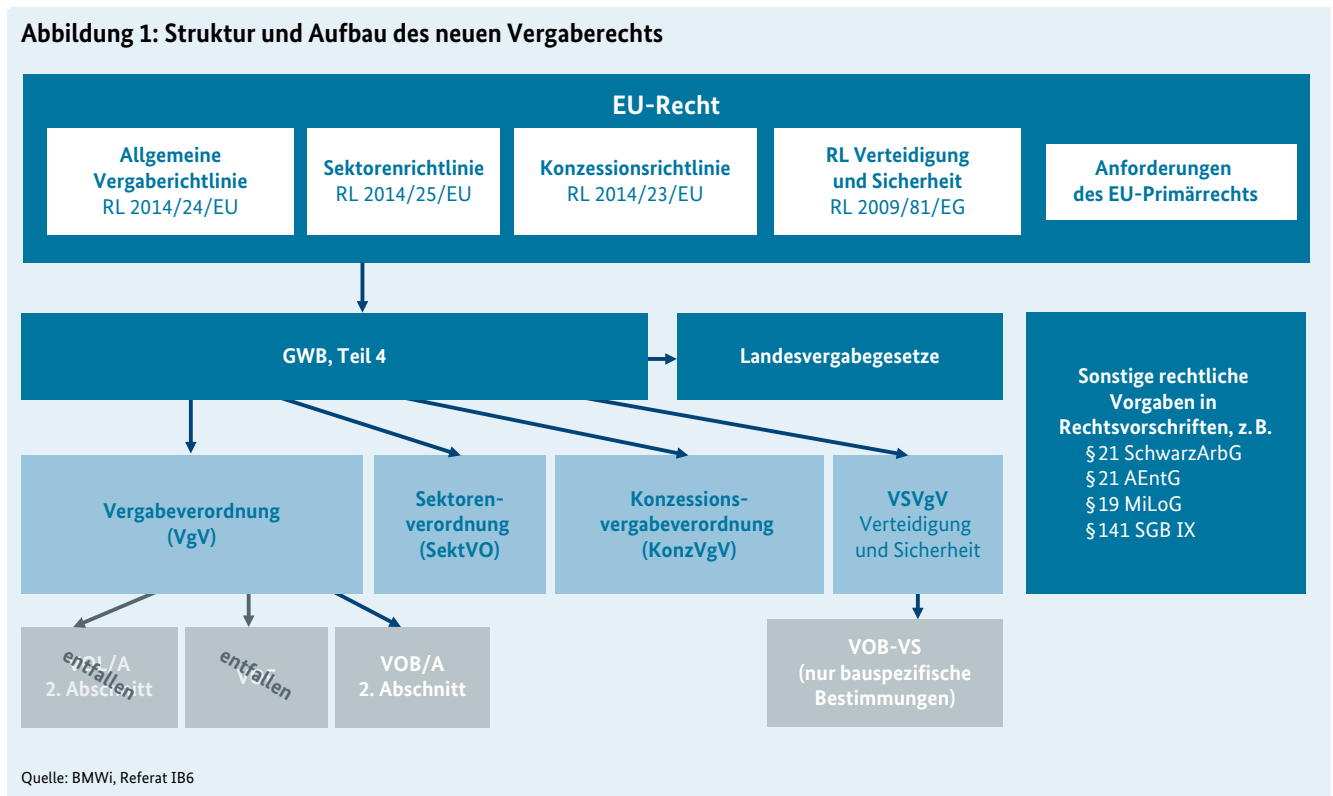 Abbildung 1: Struktur und Aufbau des neuen Vergaberechts
EU-Recht
Allgemeine
Vergaberichtlinie
RL 2014/24/EU
Sektorenrichtlinie
RL 2014/25/EU
Konzessionsrichtlinie
RL 2014/23/EU
RL Verteidigung
und Sicherheit
RL 2009/81/EG
Anforderungen
des EU-Primärrechts
GWB, Teil 4
Landesvergabegesetze
Sonstige rechtliche
Vorgaben in
Rechtsvorschriften, z. B.
§ 21 SchwarzArbG
§ 21 AEntG
§ 19 MiLoG
§ 141 SGB IX
Vergabeverordnung
(VgV)
Sektoren-
verordnung
(SektVO)
Konzessions-
vergabeverordnung
(KonzVgV)
VSVgV
Verteidigung
und Sicherheit
VOL/A
2. Abschnitt
entfallen
entfallen
VOB/A
2. Abschnitt
VOB-VS
(nur bauspezifische
Bestimmungen)
Quelle: BMWi, Referat IB6